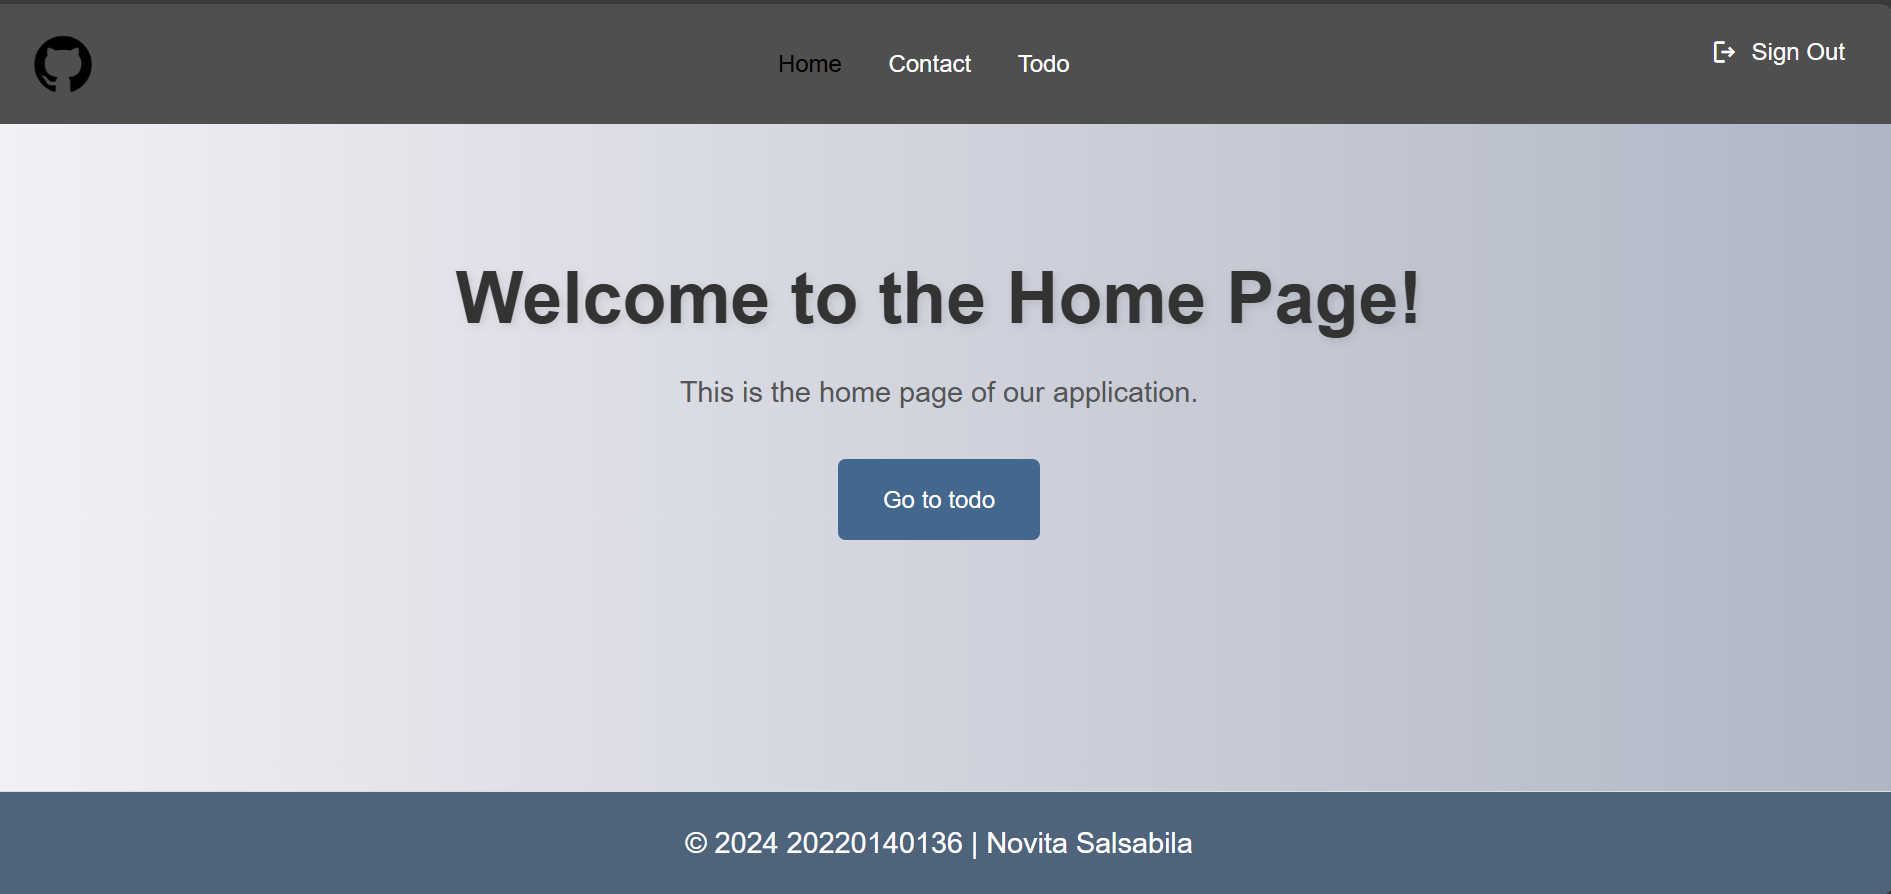 Home Contact Todo Sign Out
Welcome to the Home Page!
This is the home page of our application.
Go to todo
© 2024 20220140136 | Novita Salsabila